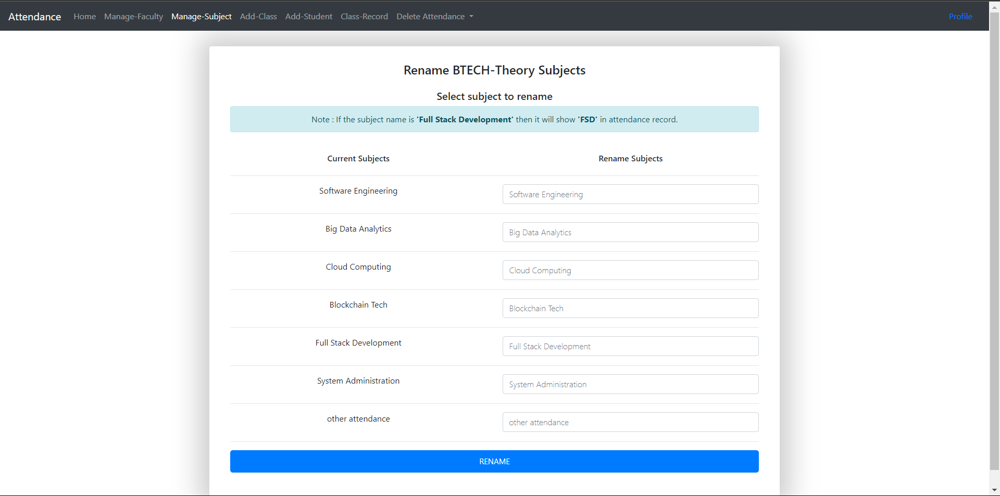 Attendance Home Manage-Faculty Manage-Subject Add-Class Add-Student Class-Record Delete Attendance Profile
Rename BTECH-Theory Subjects
Select subject to rename
Note : If the subject name is 'Full Stack Development' then it will show 'FSD' in attendance record.
Current Subjects Rename Subjects
Software Engineering Software Engineering
Big Data Analytics Big Data Analytics
Cloud Computing Cloud Computing
Blockchain Tech Blockchain Tech
Full Stack Development Full Stack Development
System Administration System Administration
other attendance other attendance
RENAME